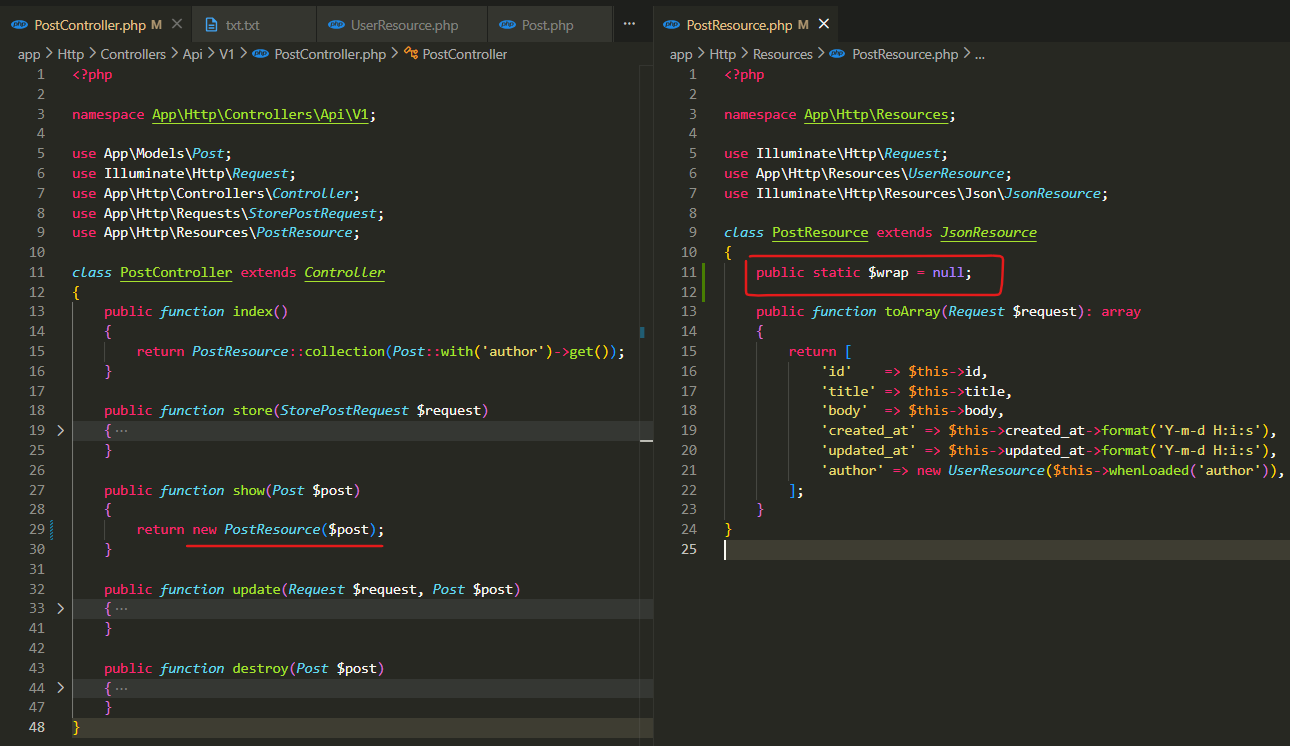 PostController.php M
txt.txt
UserResource.php
Post.php
...
app > Http > Controllers > Api > V1 > PostController.php > PostController
1 <?php
2
3 namespace App\Http\Controllers\Api\V1;
4
5 use App\Models\Post;
6 use Illuminate\Http\Request;
7 use App\Http\Controllers\Controller;
8 use App\Http\Requests\StorePostRequest;
9 use App\Http\Resources\PostResource;
10
11 class PostController extends Controller
12 {
13 public function index()
14 {
15 return PostResource::collection(Post::with('author')->get());
16 }
17
18 public function store(StorePostRequest $request)
19 { ...
25 }
26
27 public function show(Post $post)
28 {
29 return new PostResource($post);
30 }
31
32 public function update(Request $request, Post $post)
33 { ...
41 }
42
43 public function destroy(Post $post)
44 { ...
47 }
48 }
PostResource.php M
app > Http > Resources > PostResource.php > ...
1 <?php
2
3 namespace App\Http\Resources;
4
5 use Illuminate\Http\Request;
6 use App\Http\Resources\UserResource;
7 use Illuminate\Http\Resources\Json\JsonResource;
8
9 class PostResource extends JsonResource
10 {
11 public static $wrap = null;
12
13 public function toArray(Request $request): array
14 {
15 return [
16 'id' => $this->id,
17 'title' => $this->title,
18 'body' => $this->body,
19 'created_at' => $this->created_at->format('Y-m-d H:i:s'),
20 'updated_at' => $this->updated_at->format('Y-m-d H:i:s'),
21 'author' => new UserResource($this->whenLoaded('author')),
22 ];
23 }
24 }
25